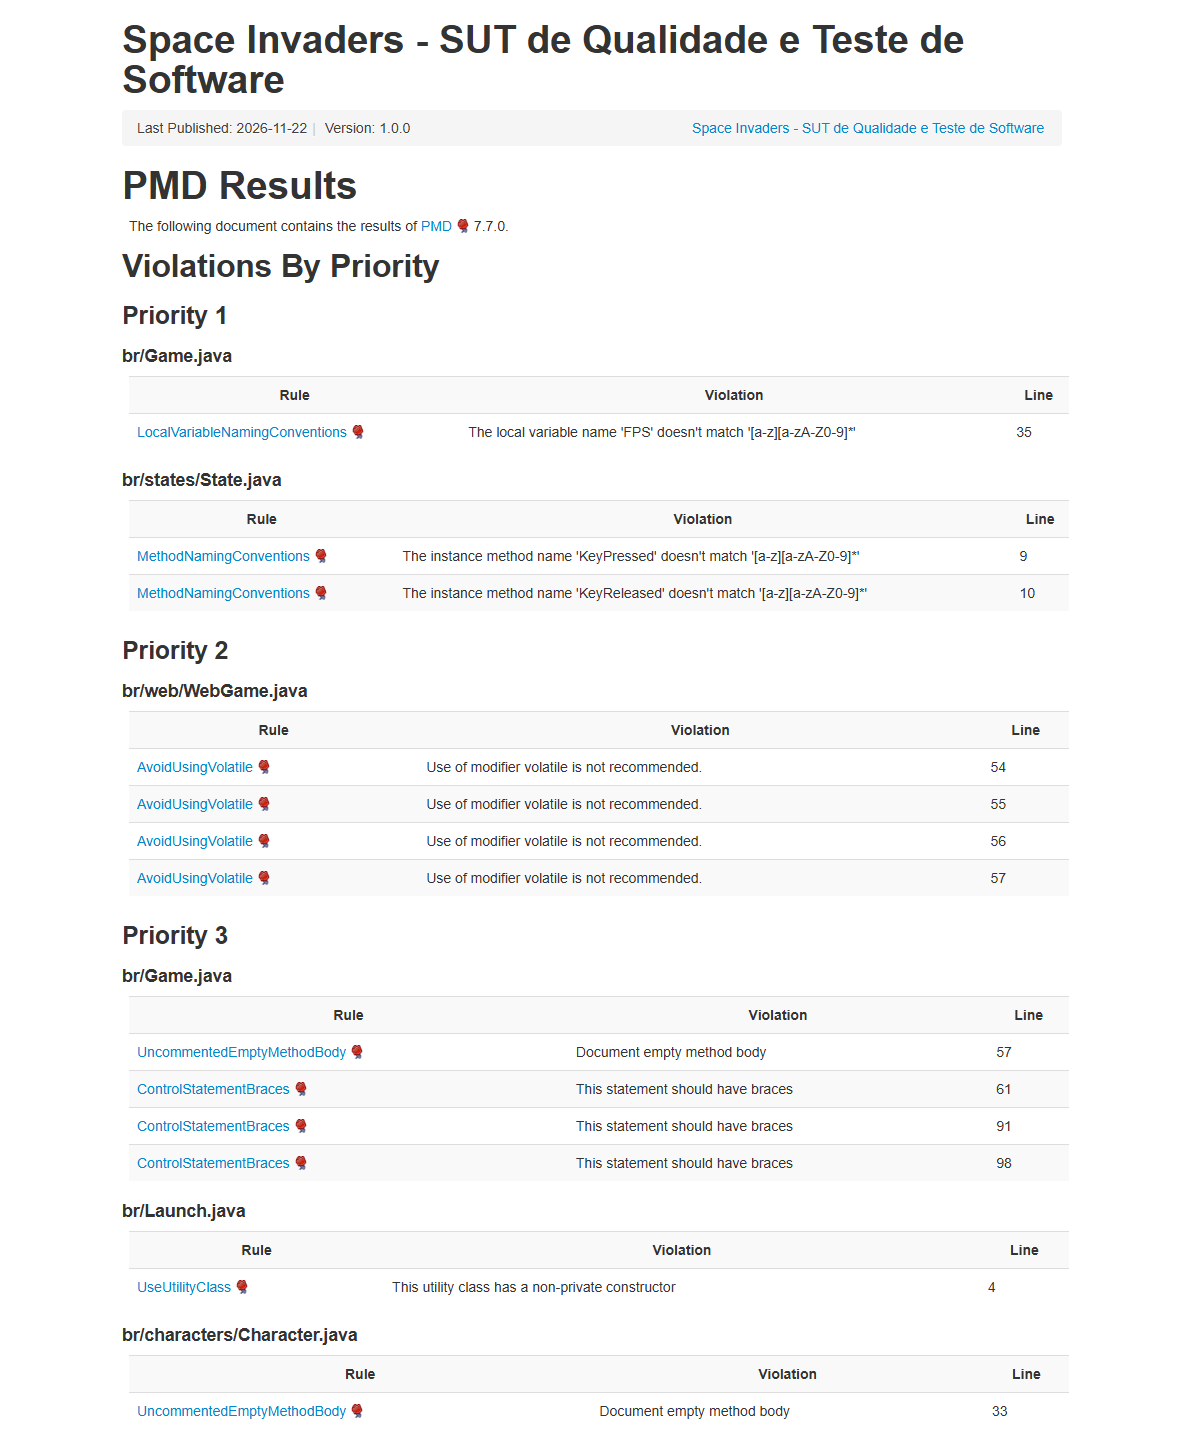 Space Invaders - SUT de Qualidade e Teste de
Software
Last Published: 2026-11-22 | Version: 1.0.0 Space Invaders - SUT de Qualidade e Teste de Software
PMD Results
The following document contains the results of PMD 7.7.0.
Violations By Priority
Priority 1
br/Game.java
Rule Violation Line
LocalVariableNamingConventions The local variable name 'FPS' doesn't match '[a-z][a-zA-Z0-9]*' 35
br/states/State.java
Rule Violation Line
MethodNamingConventions The instance method name 'KeyPressed' doesn't match '[a-z][a-zA-Z0-9]*' 9
MethodNamingConventions The instance method name 'KeyReleased' doesn't match '[a-z][a-zA-Z0-9]*' 10
Priority 2
br/web/WebGame.java
Rule Violation Line
AvoidUsingVolatile Use of modifier volatile is not recommended. 54
AvoidUsingVolatile Use of modifier volatile is not recommended. 55
AvoidUsingVolatile Use of modifier volatile is not recommended. 56
AvoidUsingVolatile Use of modifier volatile is not recommended. 57
Priority 3
br/Game.java
Rule Violation Line
UncommentedEmptyMethodBody Document empty method body 57
ControlStatementBraces This statement should have braces 61
ControlStatementBraces This statement should have braces 91
ControlStatementBraces This statement should have braces 98
br/Launch.java
Rule Violation Line
UseUtilityClass This utility class has a non-private constructor 4
br/characters/Character.java
Rule Violation Line
UncommentedEmptyMethodBody Document empty method body 33